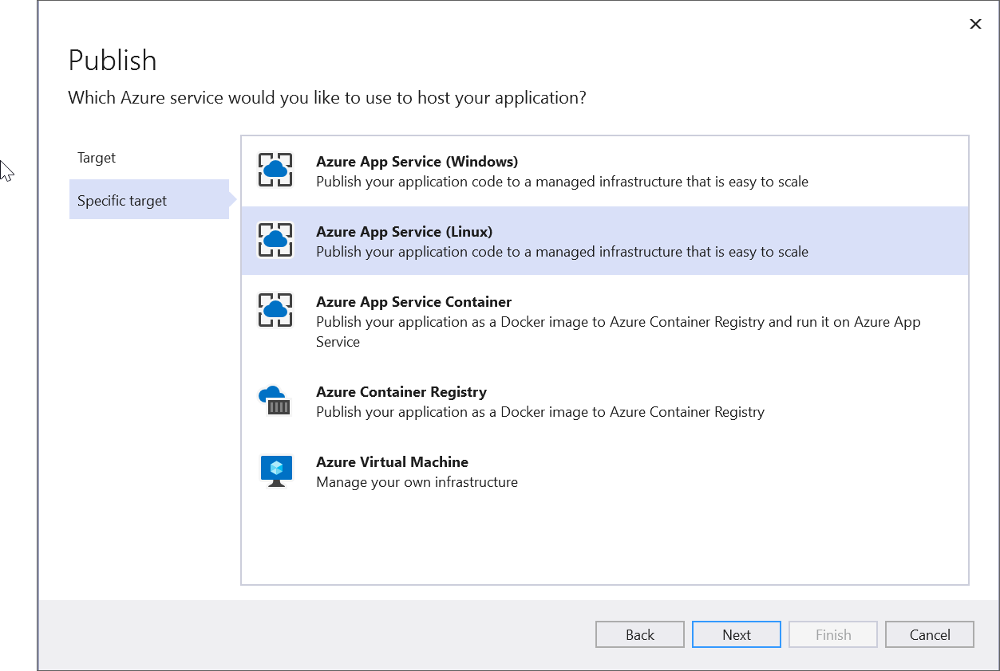 Publish
Which Azure service would you like to use to host your application?
Target
Specific target
Azure App Service (Windows)
Publish your application code to a managed infrastructure that is easy to scale
Azure App Service (Linux)
Publish your application code to a managed infrastructure that is easy to scale
Azure App Service Container
Publish your application as a Docker image to Azure Container Registry and run it on Azure App
Service
Azure Container Registry
Publish your application as a Docker image to Azure Container Registry
Azure Virtual Machine
Manage your own infrastructure
Back
Next
Finish
Cancel